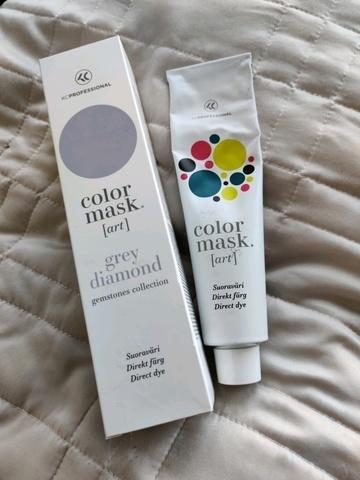 KCPROFESSIONAL
color
mask.
[art]
grey
diamond
gemstones collection
Suoraväri
Direkt färg
Direct dye
KCPROFESSIONAL
color
mask.
[art]
Suoraväri
Direkt färg
Direct dye